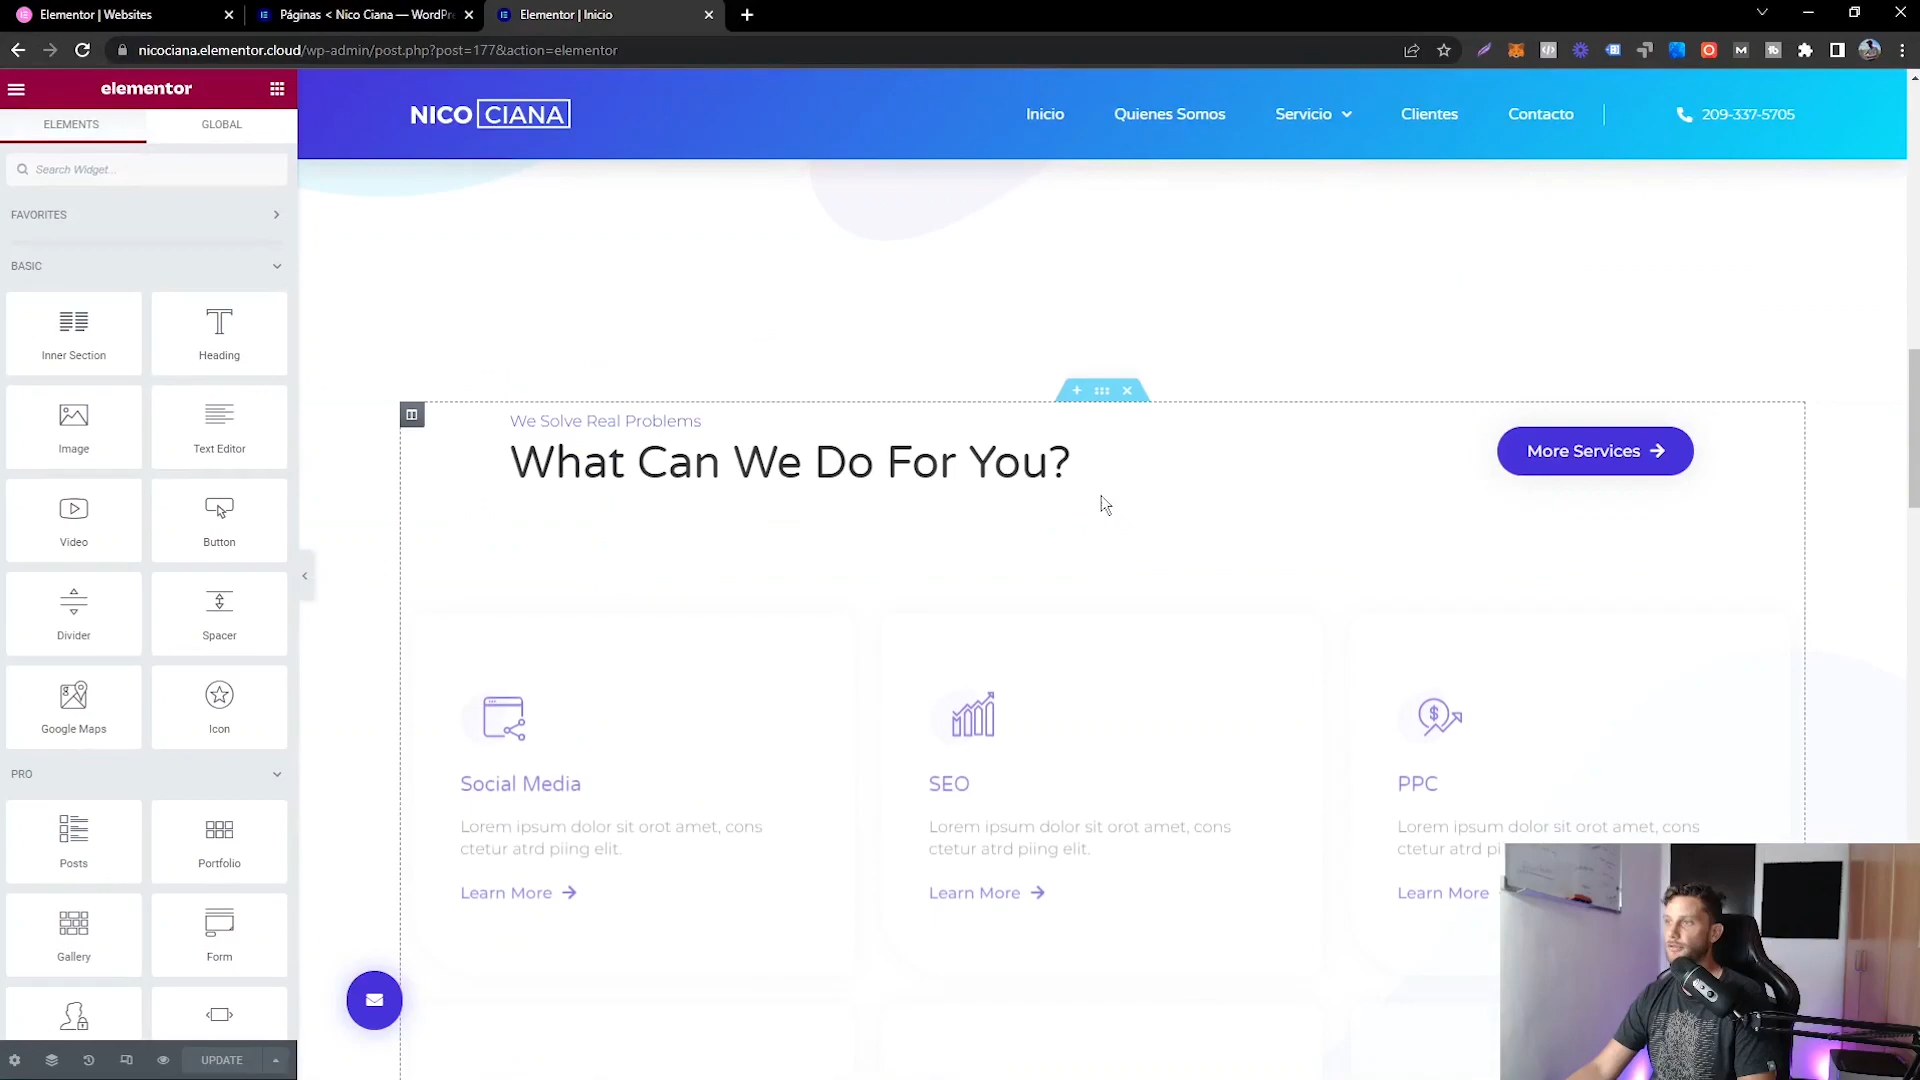 Elementor | Websites
Páginas < Nico Ciana — WordPre
Elementor | Inicio
nicociana.elementor.cloud/wp-admin/post.php?post=177&action=elementor
elementor
ELEMENTS
GLOBAL
Search Widget...
FAVORITES
BASIC
Inner Section
Heading
Image
Text Editor
Video
Button
Divider
Spacer
Google Maps
Icon
PRO
Posts
Portfolio
Gallery
Form
UPDATE
NICO CIANA
Inicio
Quienes Somos
Servicio
Clientes
Contacto
209-337-5705
We Solve Real Problems
What Can We Do For You?
More Services
Social Media
Lorem ipsum dolor sit orot amet, cons
ctetur atrd piing elit.
Learn More
SEO
Lorem ipsum dolor sit orot amet, cons
ctetur atrd piing elit.
Learn More
PPC
Lorem ipsum dolor sit orot amet, cons
ctetur atrd pi
Learn More